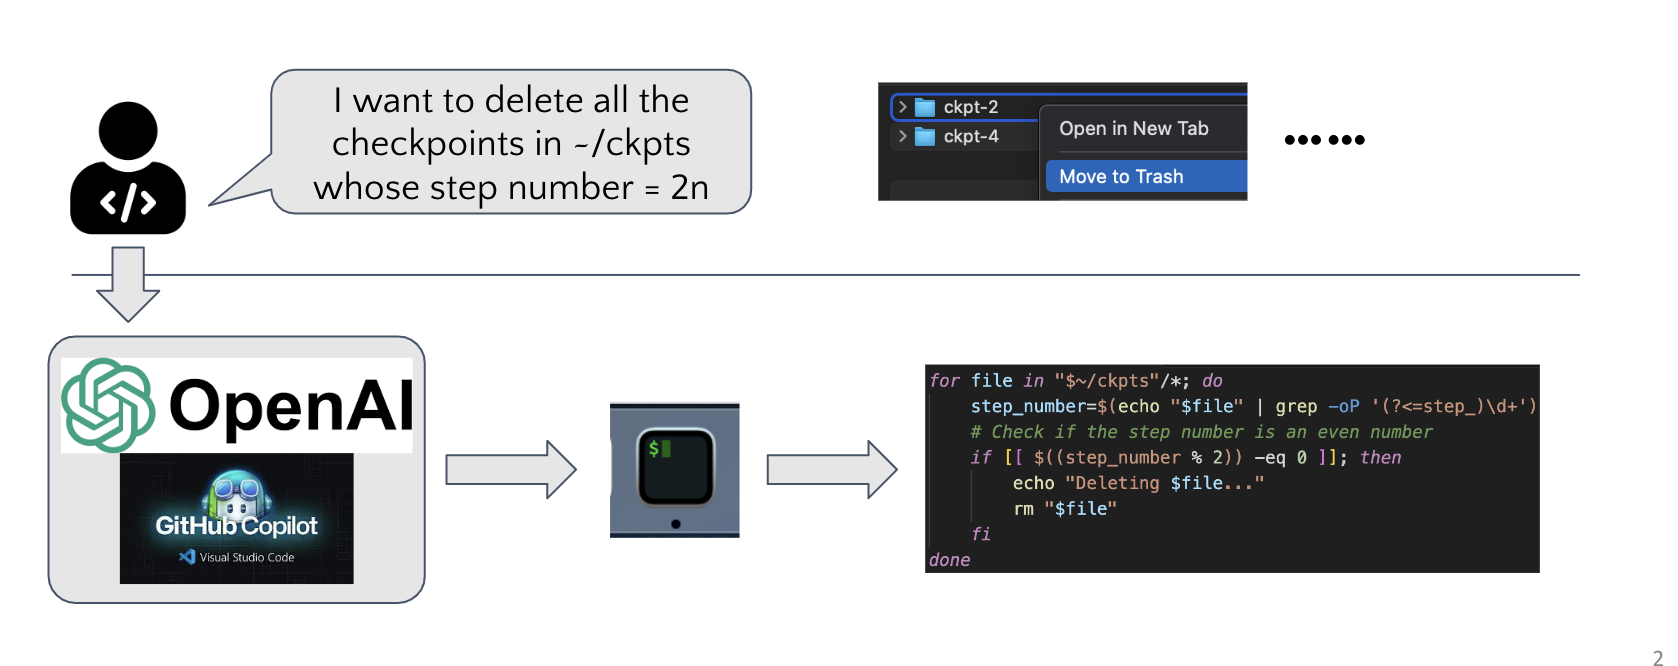 I want to delete all the
checkpoints in ~/ckpts
whose step number = 2n
ckpt-2
ckpt-4
Open in New Tab
Move to Trash
......
</>
OpenAI
GitHub Copilot
Visual Studio Code
$
for file in "$~/ckpts"/*; do
    step_number=$(echo "$file" | grep -oP '(?<=step_)\d+')
    # Check if the step number is an even number
    if [[ $((step_number % 2)) -eq 0 ]]; then
        echo "Deleting $file..."
        rm "$file"
    fi
done
2